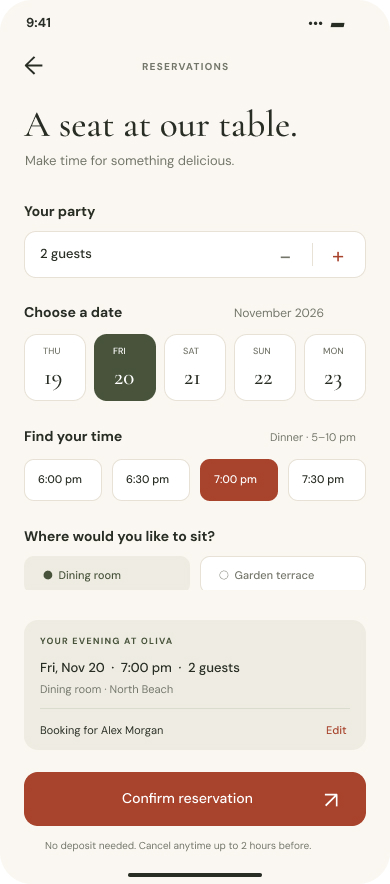 9:41
RESERVATIONS
A seat at our table.
Make time for something delicious.
Your party
2 guests − +
Choose a date November 2026
THU FRI SAT SUN MON
19 20 21 22 23
Find your time Dinner · 5–10 pm
6:00 pm 6:30 pm 7:00 pm 7:30 pm
Where would you like to sit?
Dining room Garden terrace
YOUR EVENING AT OLIVA
Fri, Nov 20 · 7:00 pm · 2 guests
Dining room · North Beach
Booking for Alex Morgan Edit
Confirm reservation
No deposit needed. Cancel anytime up to 2 hours before.